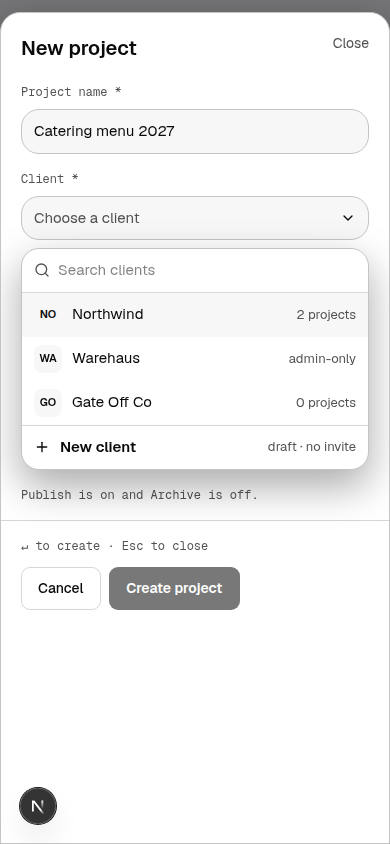 New project
Close
Project name *
Catering menu 2027
Client *
Choose a client
Search clients
NO Northwind 2 projects
WA Warehaus admin-only
GO Gate Off Co 0 projects
+ New client draft · no invite
Publish is on and Archive is off.
↵ to create · Esc to close
Cancel
Create project
N